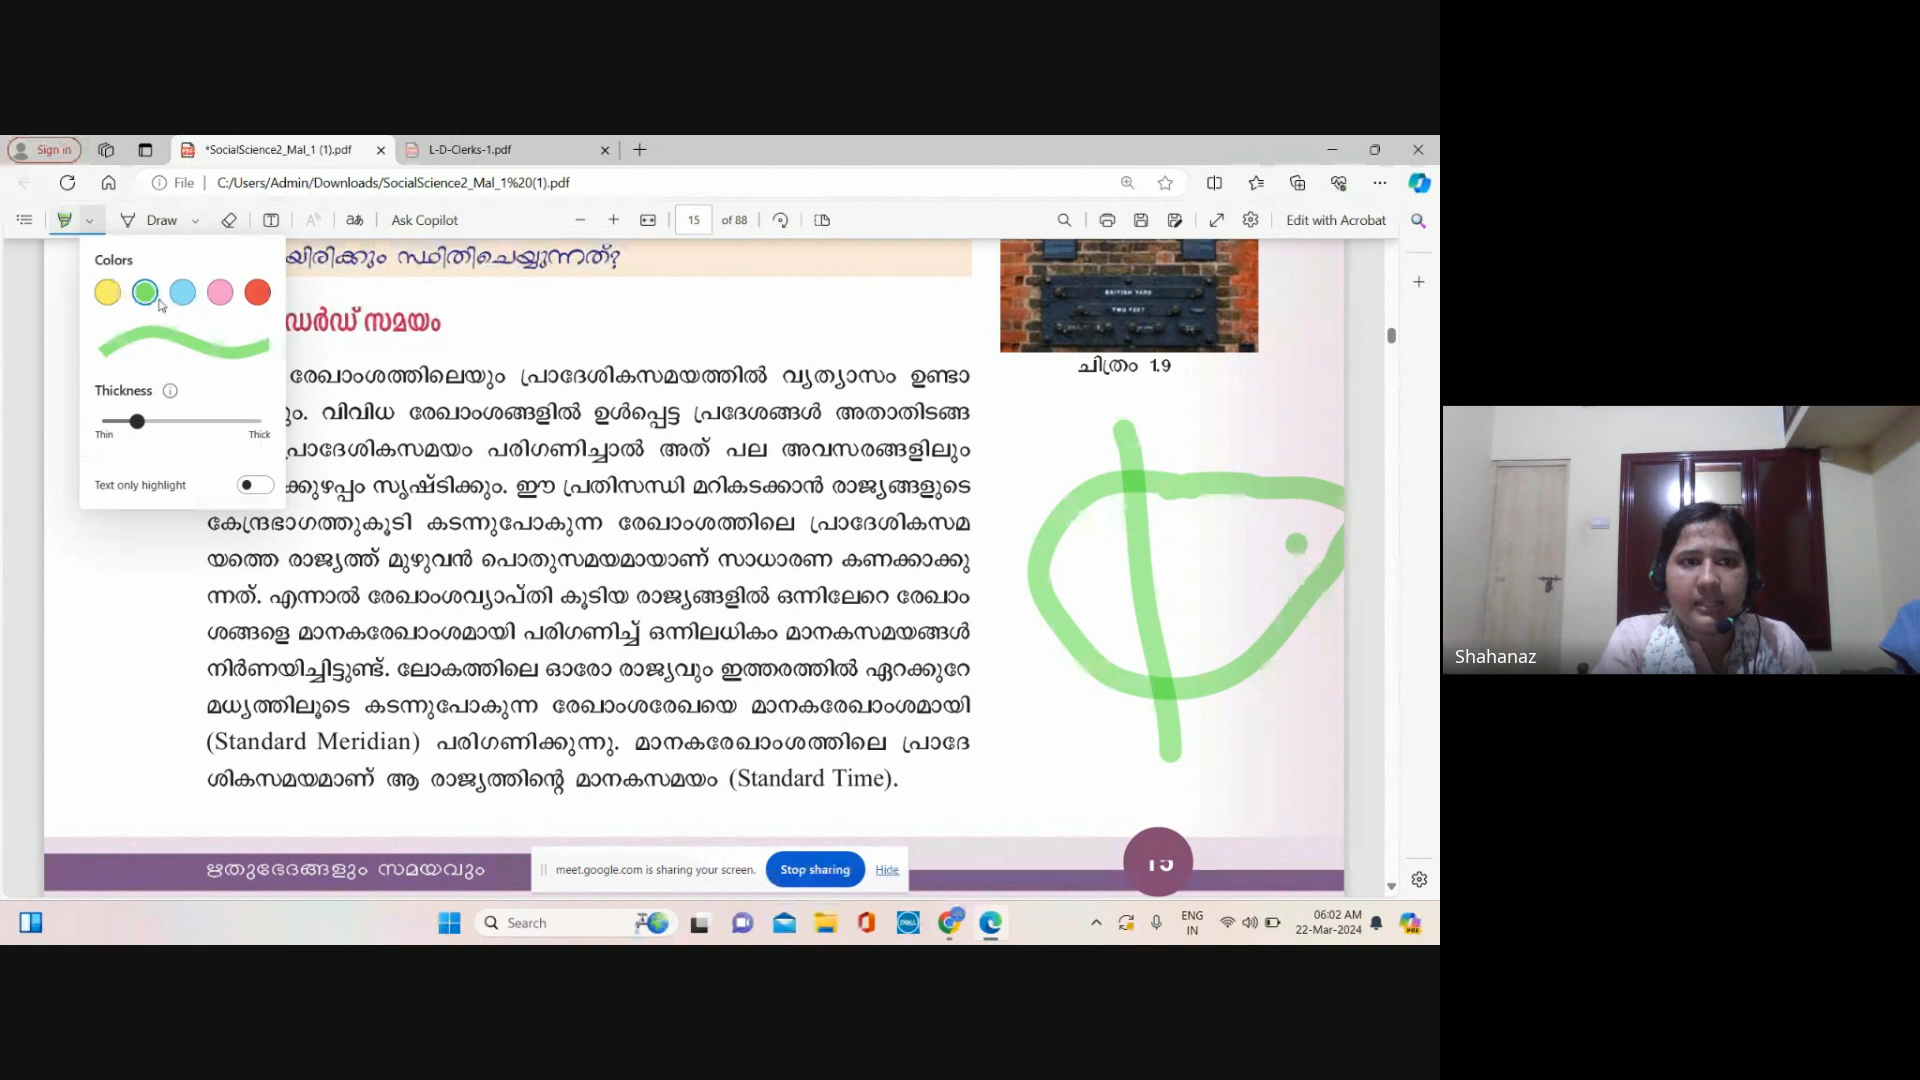 Sign in
*SocialScience2_Mal_1 (1).pdf
L-D-Clerks-1.pdf
File
C:/Users/Admin/Downloads/SocialScience2_Mal_1%20(1).pdf
Draw
Ask Copilot
15
of 88
Edit with Acrobat
Colors
Thickness
Thin
Thick
Text only highlight
യിരിക്കും സ്ഥിതിചെയ്യുന്നത്?
ഡേർഡ് സമയം
BRITISH YARD
TWO FEET
ചിത്രം 1.9
രേഖാംശത്തിലെയും പ്രാദേശികസമയത്തിൽ വ്യത്യാസം ഉണ്ടാ
ും. വിവിധ രേഖാംശങ്ങളിൽ ഉൾപ്പെട്ട പ്രദേശങ്ങൾ അതാതിടങ്ങ
പ്രാദേശികസമയം പരിഗണിച്ചാൽ അത് പല അവസരങ്ങളിലും
ക്കുഴപ്പം സൃഷ്ടിക്കും. ഈ പ്രതിസന്ധി മറികടക്കാൻ രാജ്യങ്ങളുടെ
കേന്ദ്രഭാഗത്തുകൂടി കടന്നുപോകുന്ന രേഖാംശത്തിലെ പ്രാദേശികസമ
യത്തെ രാജ്യത്ത് മുഴുവൻ പൊതുസമയമായാണ് സാധാരണ കണക്കാക്കു
ന്നത്. എന്നാൽ രേഖാംശവ്യാപ്തി കൂടിയ രാജ്യങ്ങളിൽ ഒന്നിലേറെ രേഖാം
ശങ്ങളെ മാനകരേഖാംശമായി പരിഗണിച്ച് ഒന്നിലധികം മാനകസമയങ്ങൾ
നിർണയിച്ചിട്ടുണ്ട്. ലോകത്തിലെ ഓരോ രാജ്യവും ഇത്തരത്തിൽ ഏറക്കുറേ
മധ്യത്തിലൂടെ കടന്നുപോകുന്ന രേഖാംശരേഖയെ മാനകരേഖാംശമായി
(Standard Meridian) പരിഗണിക്കുന്നു. മാനകരേഖാംശത്തിലെ പ്രാദേ
ശികസമയമാണ് ആ രാജ്യത്തിന്റെ മാനകസമയം (Standard Time).
ഋതുഭേദങ്ങളും സമയവും
meet.google.com is sharing your screen.
Stop sharing
Hide
15
Search
ENG
IN
06:02 AM
22-Mar-2024
Shahanaz